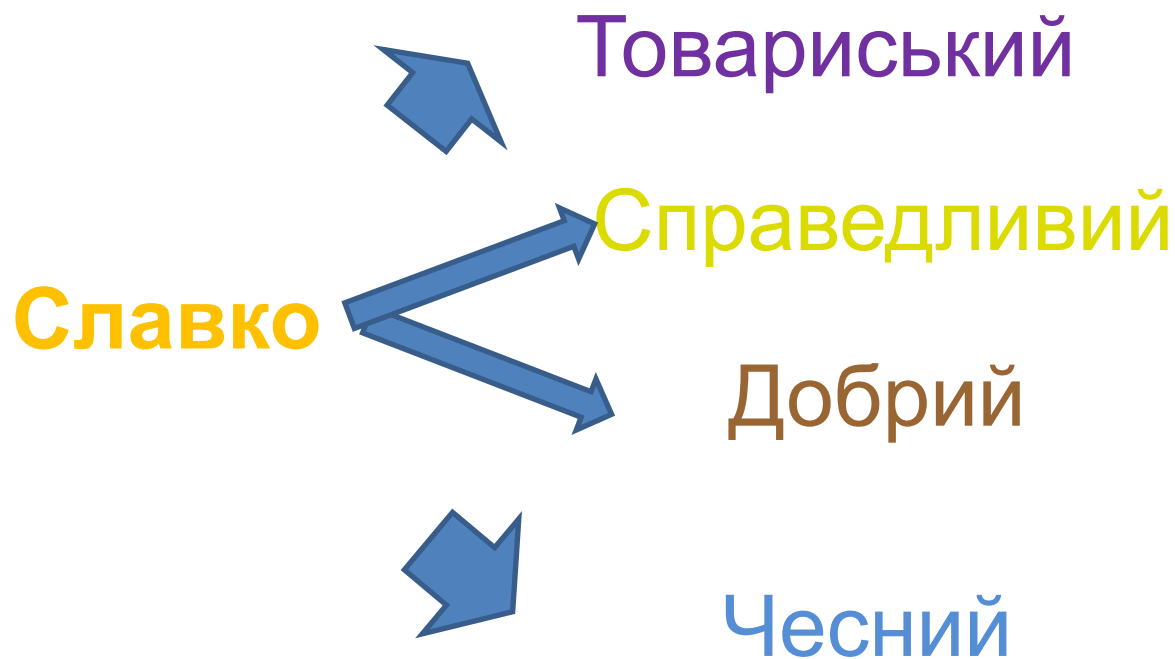 Товариський
Справедливий
Славко
Добрий
Чесний